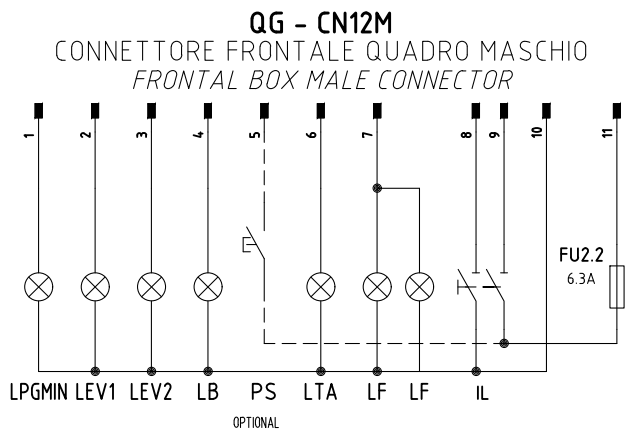 QG - CN12M
CONNETTORE FRONTALE QUADRO MASCHIO
FRONTAL BOX MALE CONNECTOR
1 2 3 4 5 6 7 8 9 10 11
FU2.2
6.3A
LPGMIN LEV1 LEV2 LB PS LTA LF LF IL
OPTIONAL